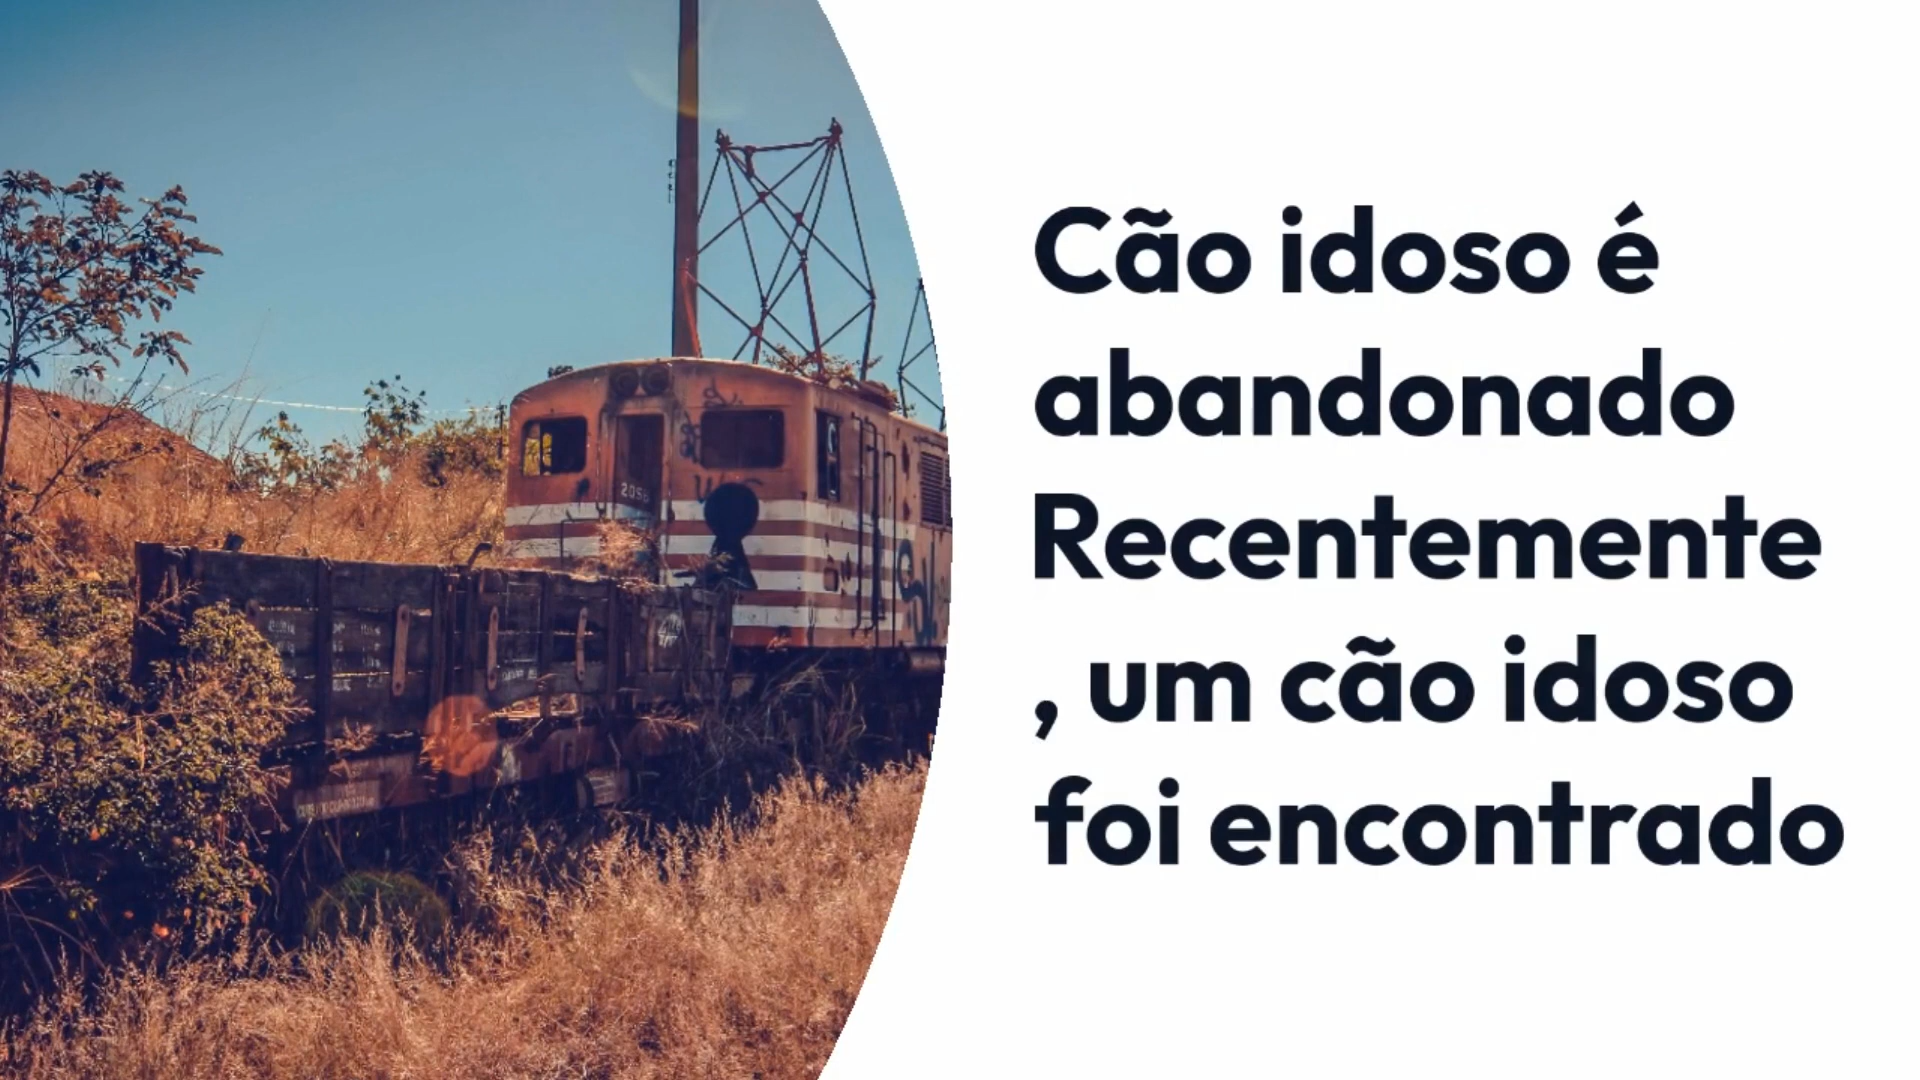 Cão idoso é
abandonado
Recentemente
, um cão idoso
foi encontrado